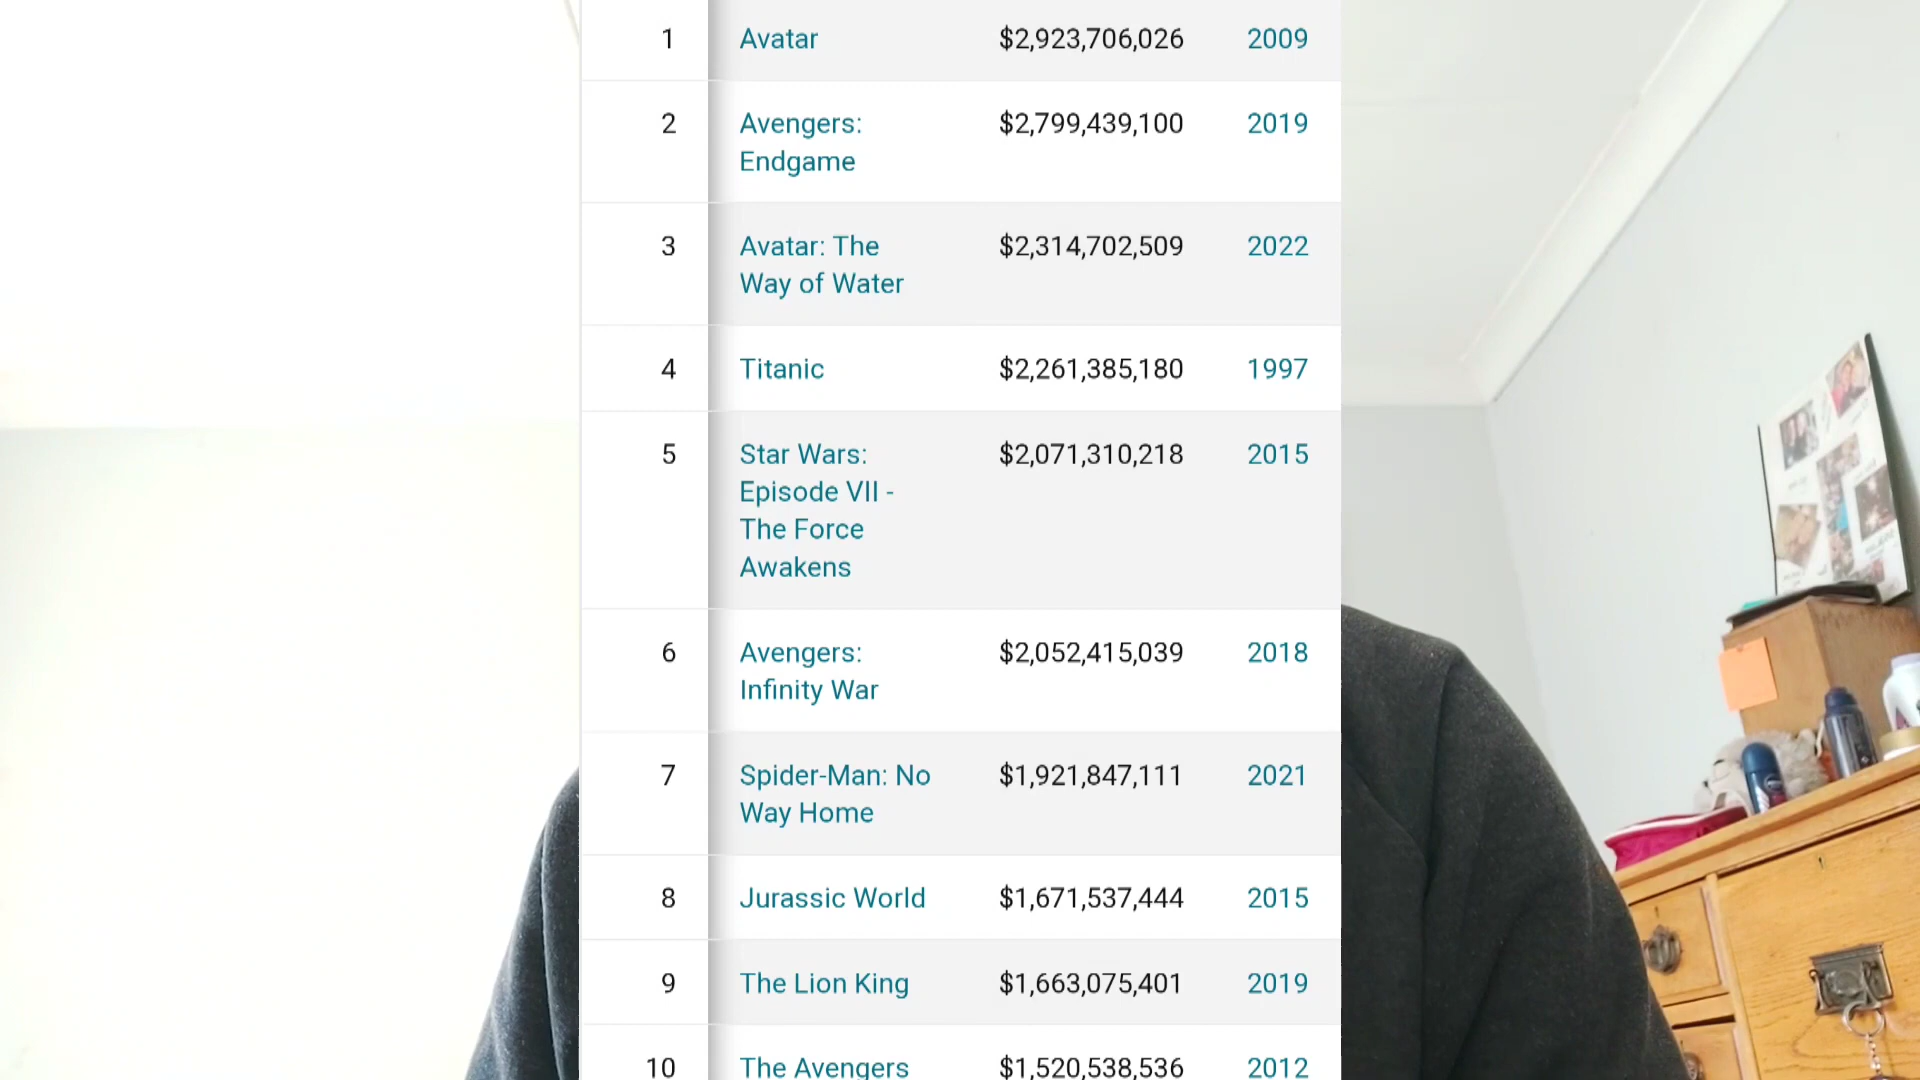 1 Avatar $2,923,706,026 2009
2 Avengers: $2,799,439,100 2019
Endgame
3 Avatar: The $2,314,702,509 2022
Way of Water
4 Titanic $2,261,385,180 1997
5 Star Wars: $2,071,310,218 2015
Episode VII -
The Force
Awakens
6 Avengers: $2,052,415,039 2018
Infinity War
7 Spider-Man: No $1,921,847,111 2021
Way Home
8 Jurassic World $1,671,537,444 2015
9 The Lion King $1,663,075,401 2019
10 The Avengers $1,520,538,536 2012